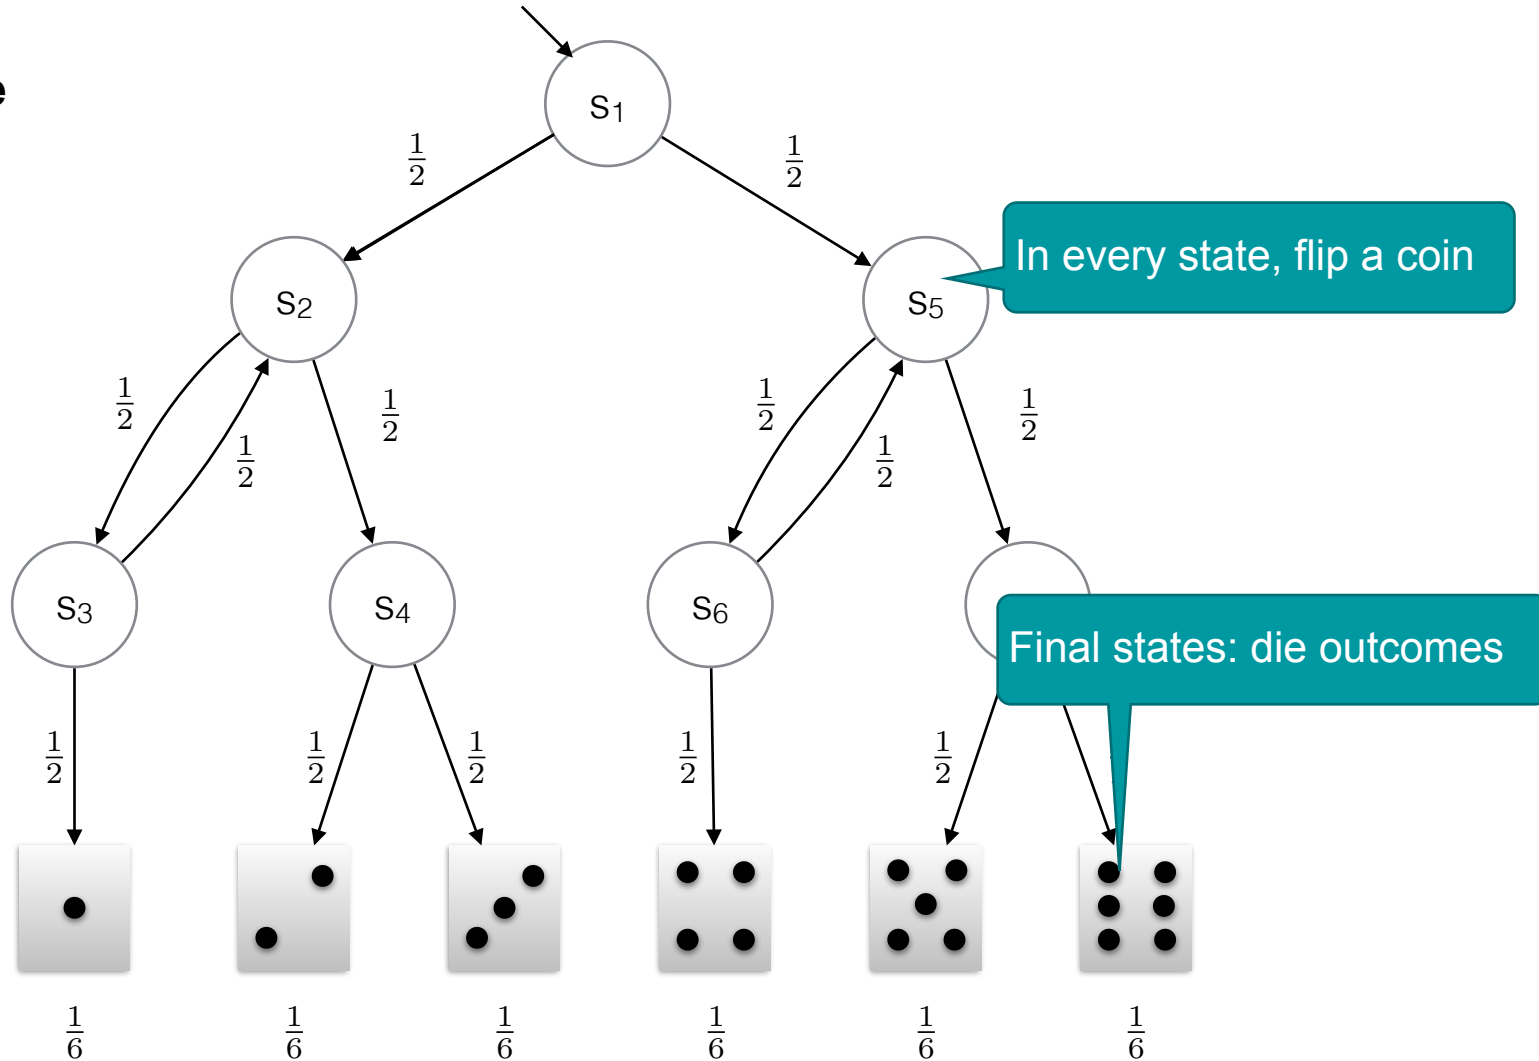 e
s1
1/2 1/2
In every state, flip a coin
s2 s5
1/2 1/2 1/2 1/2
1/2 1/2
s3 s4 s6
Final states: die outcomes
1/2 1/2 1/2 1/2 1/2
1/6 1/6 1/6 1/6 1/6 1/6